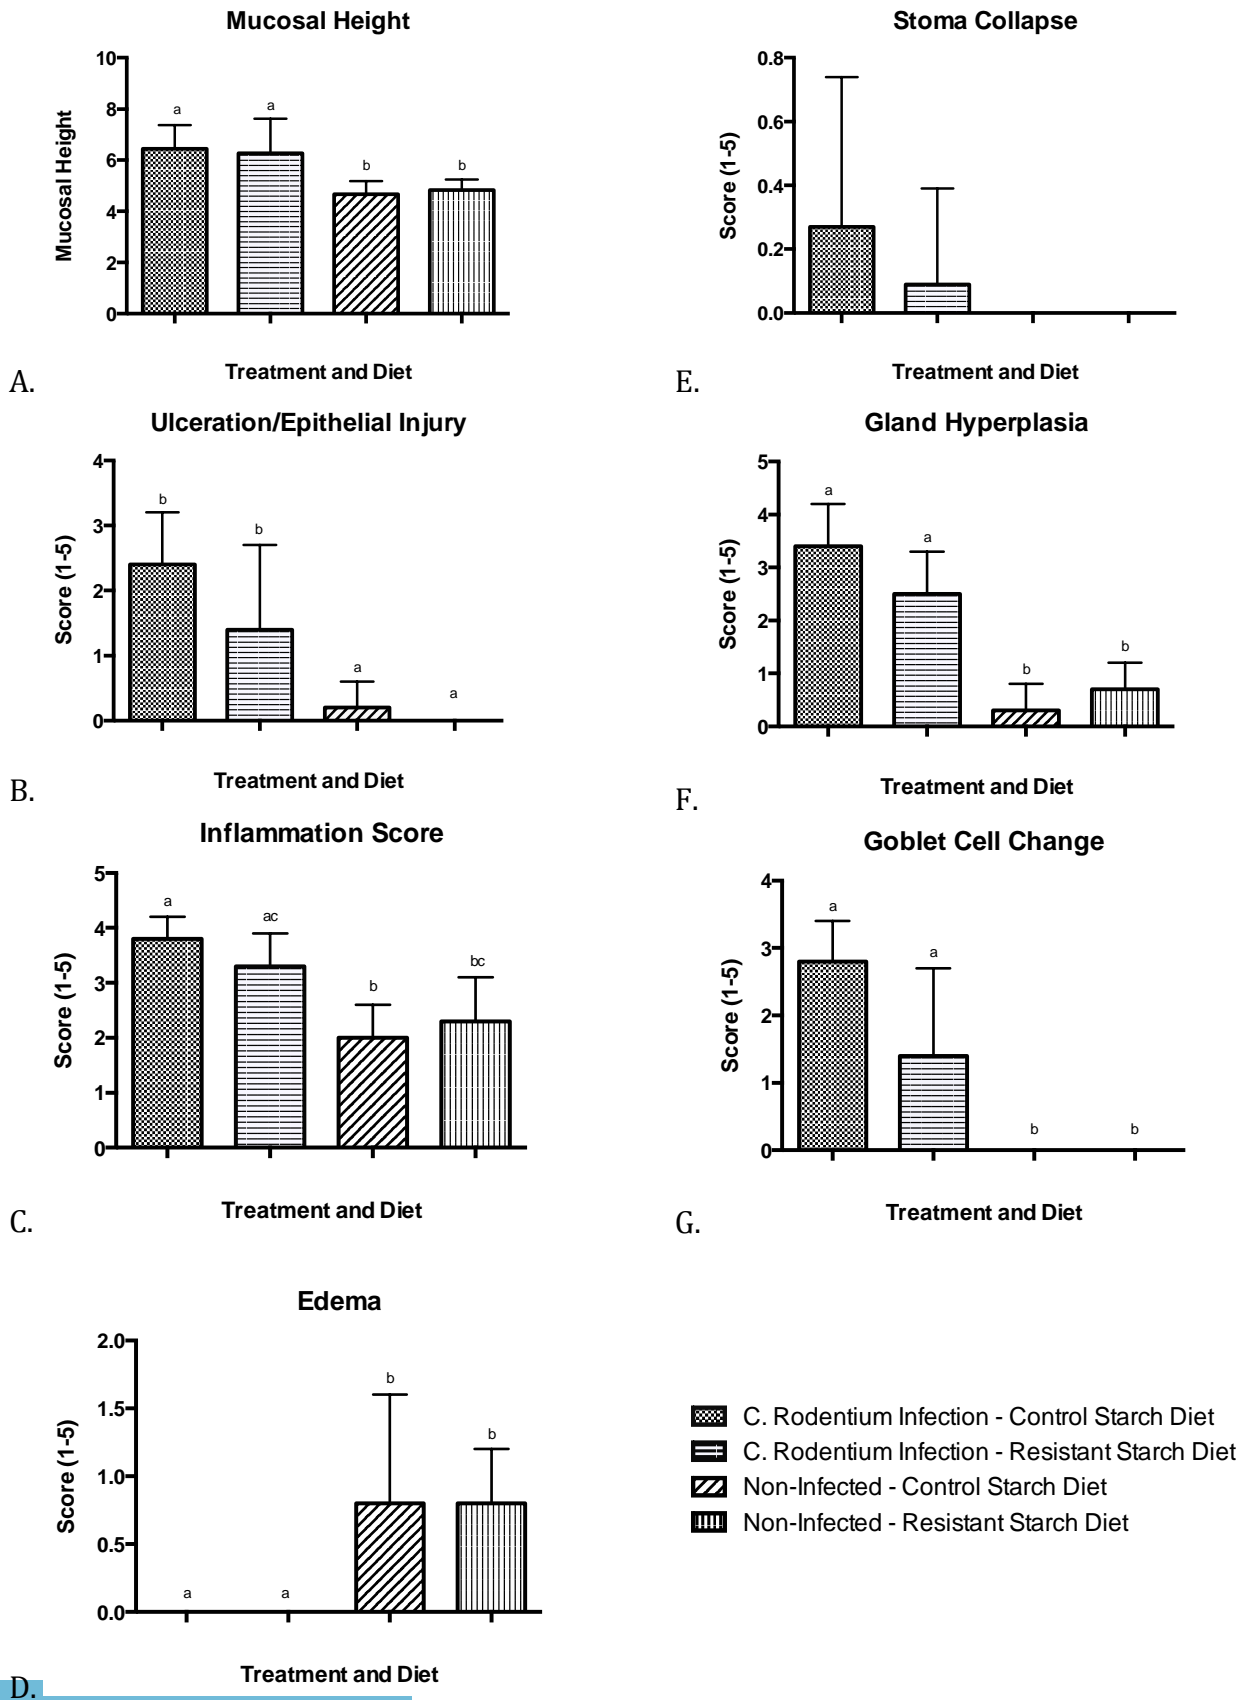 Mucosal Height
Mucosal Height
10
8
6
4
2
0
a
a
b
b
Treatment and Diet
A.
Ulceration/Epithelial Injury
Score (1-5)
4
3
2
1
0
b
b
a
a
Treatment and Diet
B.
Inflammation Score
Score (1-5)
5
4
3
2
1
0
a
ac
b
bc
Treatment and Diet
C.
Edema
Score (1-5)
2.0
1.5
1.0
0.5
0.0
a
a
b
b
Treatment and Diet
D.
Stoma Collapse
Score (1-5)
0.8
0.6
0.4
0.2
0.0
Treatment and Diet
E.
Gland Hyperplasia
Score (1-5)
5
4
3
2
1
0
a
a
b
b
Treatment and Diet
F.
Goblet Cell Change
Score (1-5)
4
3
2
1
0
a
a
b
b
Treatment and Diet
G.
C. Rodentium Infection - Control Starch Diet
C. Rodentium Infection - Resistant Starch Diet
Non-Infected - Control Starch Diet
Non-Infected - Resistant Starch Diet